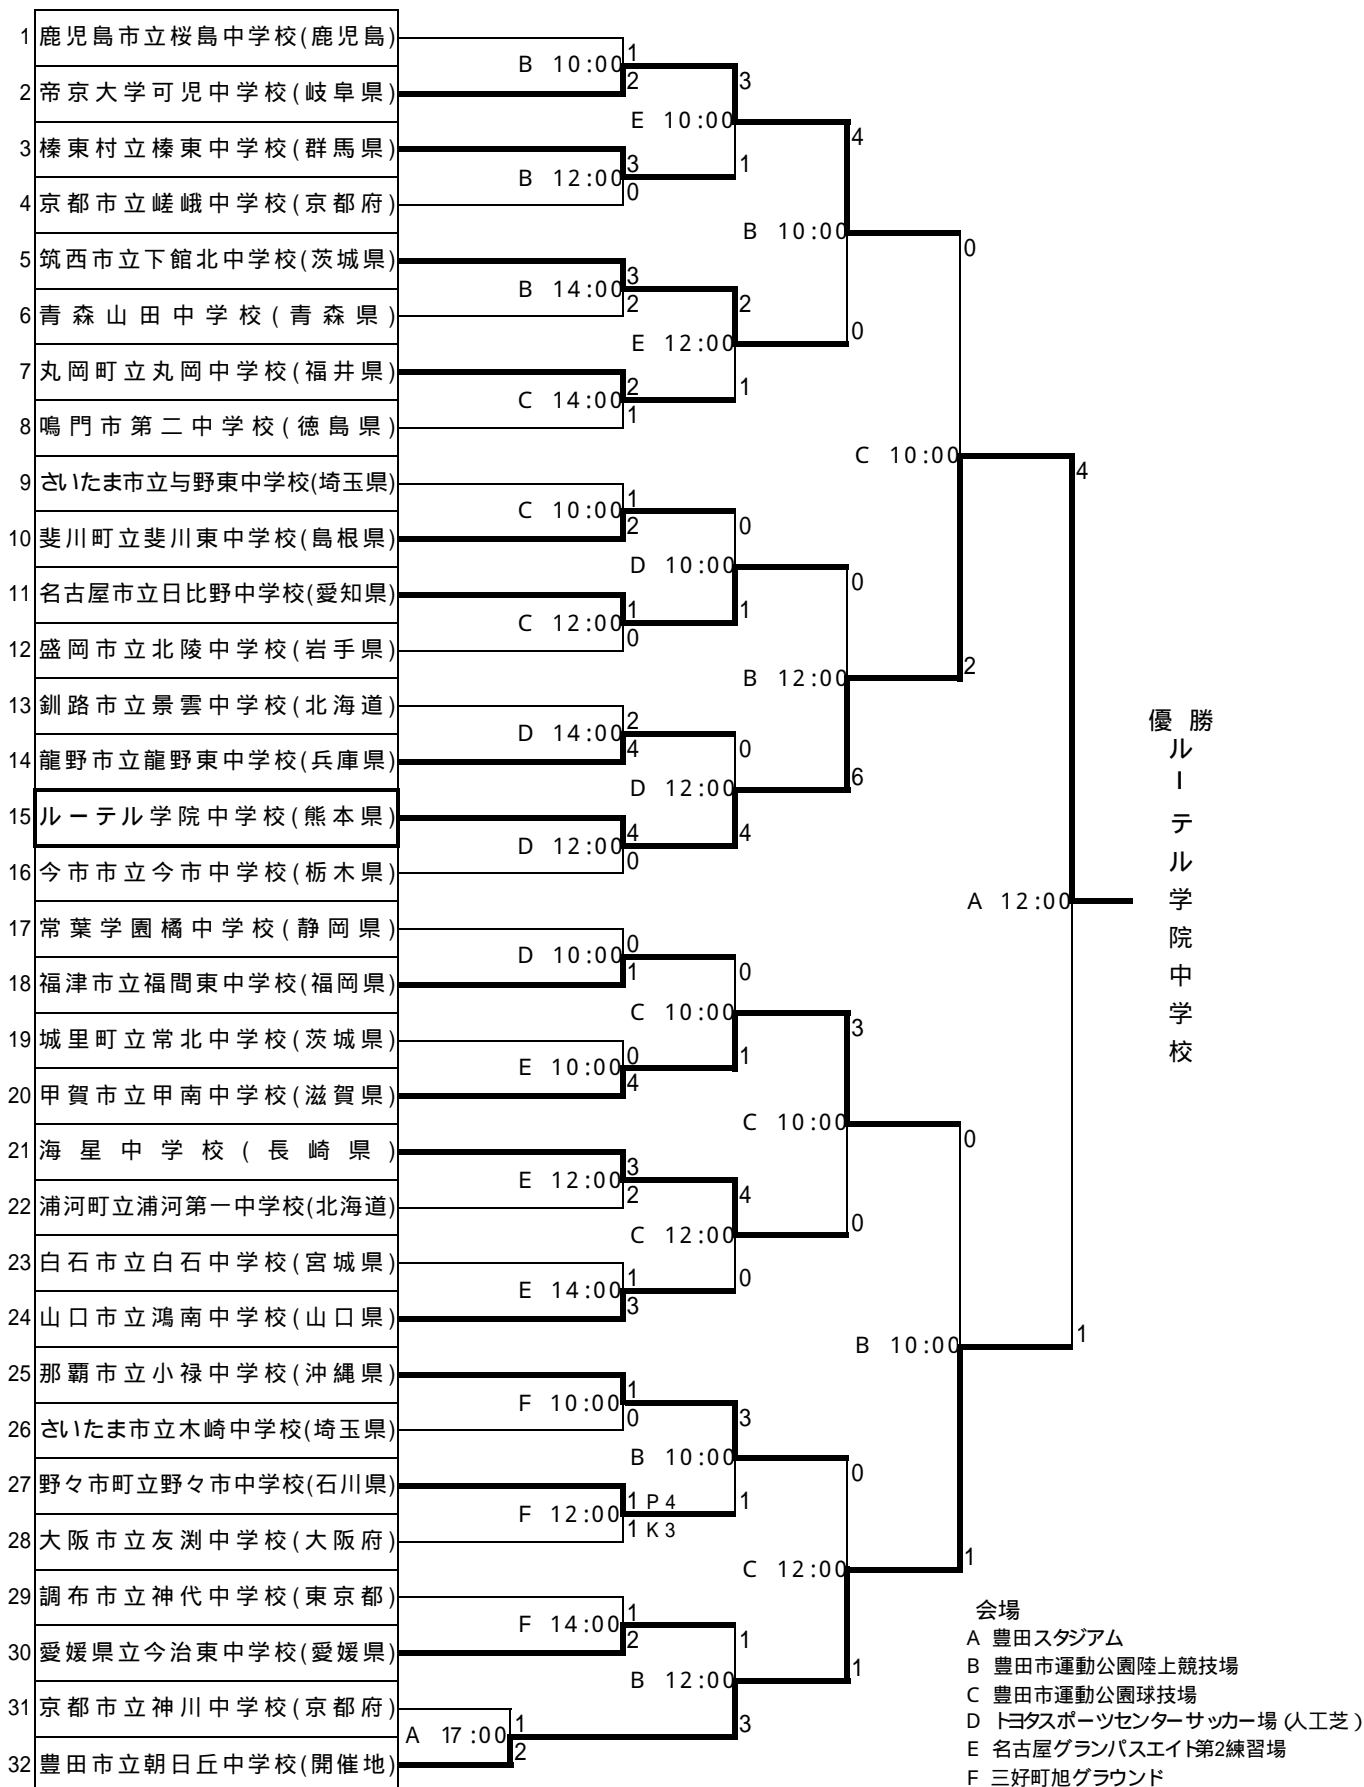 1 鹿児島市立桜島中学校(鹿児島)
B 10:00 1
2
2 帝京大学可児中学校(岐阜県)
3
E 10:00
4
3 榛東村立榛東中学校(群馬県)
B 12:00 3
0
1
4 京都市立嵯峨中学校(京都府)
B 10:00
0
5 筑西市立下館北中学校(茨城県)
B 14:00 3
2
6 青森山田中学校(青森県)
2
E 12:00
0
7 丸岡町立丸岡中学校(福井県)
C 14:00 2
1
1
8 鳴門市第二中学校(徳島県)
C 10:00
4
9 さいたま市立与野東中学校(埼玉県)
C 10:00 1
2
10 斐川町立斐川東中学校(島根県)
0
D 10:00
0
11 名古屋市立日比野中学校(愛知県)
C 12:00 1
0
1
12 盛岡市立北陵中学校(岩手県)
B 12:00
2
13 釧路市立景雲中学校(北海道)
D 14:00 2
4
14 龍野市立龍野東中学校(兵庫県)
0
D 12:00
6
15 ルーテル学院中学校(熊本県)
D 12:00 4
0
4
16 今市市立今市中学校(栃木県)
A 12:00
優勝
ルーテル学院中学校
17 常葉学園橘中学校(静岡県)
D 10:00 0
1
18 福津市立福間東中学校(福岡県)
0
C 10:00
3
19 城里町立常北中学校(茨城県)
E 10:00 0
4
1
20 甲賀市立甲南中学校(滋賀県)
C 10:00
0
21 海星中学校(長崎県)
E 12:00 3
2
22 浦河町立浦河第一中学校(北海道)
4
C 12:00
0
23 白石市立白石中学校(宮城県)
E 14:00 1
3
0
24 山口市立鴻南中学校(山口県)
B 10:00
1
25 那覇市立小禄中学校(沖縄県)
F 10:00 1
0
26 さいたま市立木崎中学校(埼玉県)
3
B 10:00
0
27 野々市町立野々市中学校(石川県)
F 12:00 1 P4
1 K3
1
28 大阪市立友渕中学校(大阪府)
C 12:00
1
29 調布市立神代中学校(東京都)
F 14:00 1
2
30 愛媛県立今治東中学校(愛媛県)
1
B 12:00
1
31 京都市立神川中学校(京都府)
A 17:00 1
2
3
32 豊田市立朝日丘中学校(開催地)
会場
A 豊田スタジアム
B 豊田市運動公園陸上競技場
C 豊田市運動公園球技場
D トヨタスポーツセンターサッカー場(人工芝)
E 名古屋グランパスエイト第2練習場
F 三好町旭グラウンド